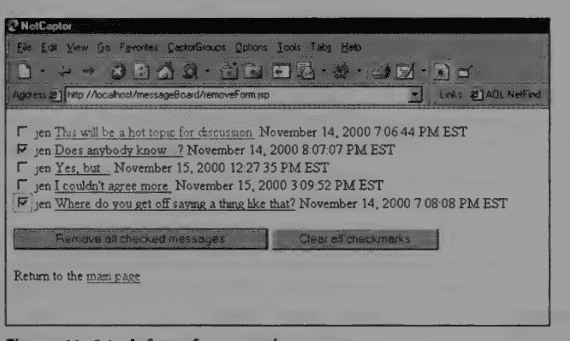 NetCaptor
File Edit View Go Favorites CaptorGroups Options Tools Tabs Help
Address http://localhost/messageBoard/removeForm.jsp Links AOL NetFind
jen This will be a hot topic for discussion November 14, 2000 7:06:44 PM EST
jen Does anybody know ...? November 14, 2000 8:07:07 PM EST
jen Yes, but... November 15, 2000 12:27:35 PM EST
jen I couldn't agree more. November 15, 2000 3:09:52 PM EST
jen Where do you get off saying a thing like that? November 14, 2000 7:08:08 PM EST
Remove all checked messages Clear all checkmarks
Return to the main page